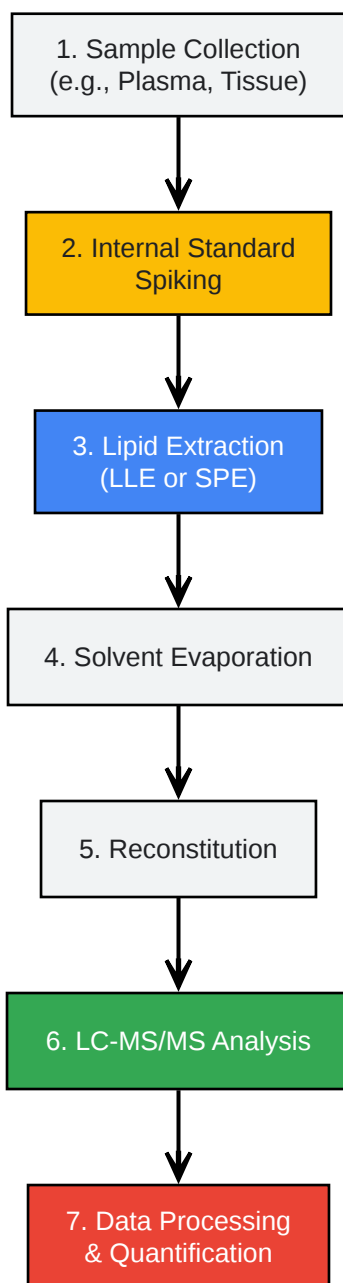 1. Sample Collection
(e.g., Plasma, Tissue)
2. Internal Standard
Spiking
3. Lipid Extraction
(LLE or SPE)
4. Solvent Evaporation
5. Reconstitution
6. LC-MS/MS Analysis
7. Data Processing
& Quantification